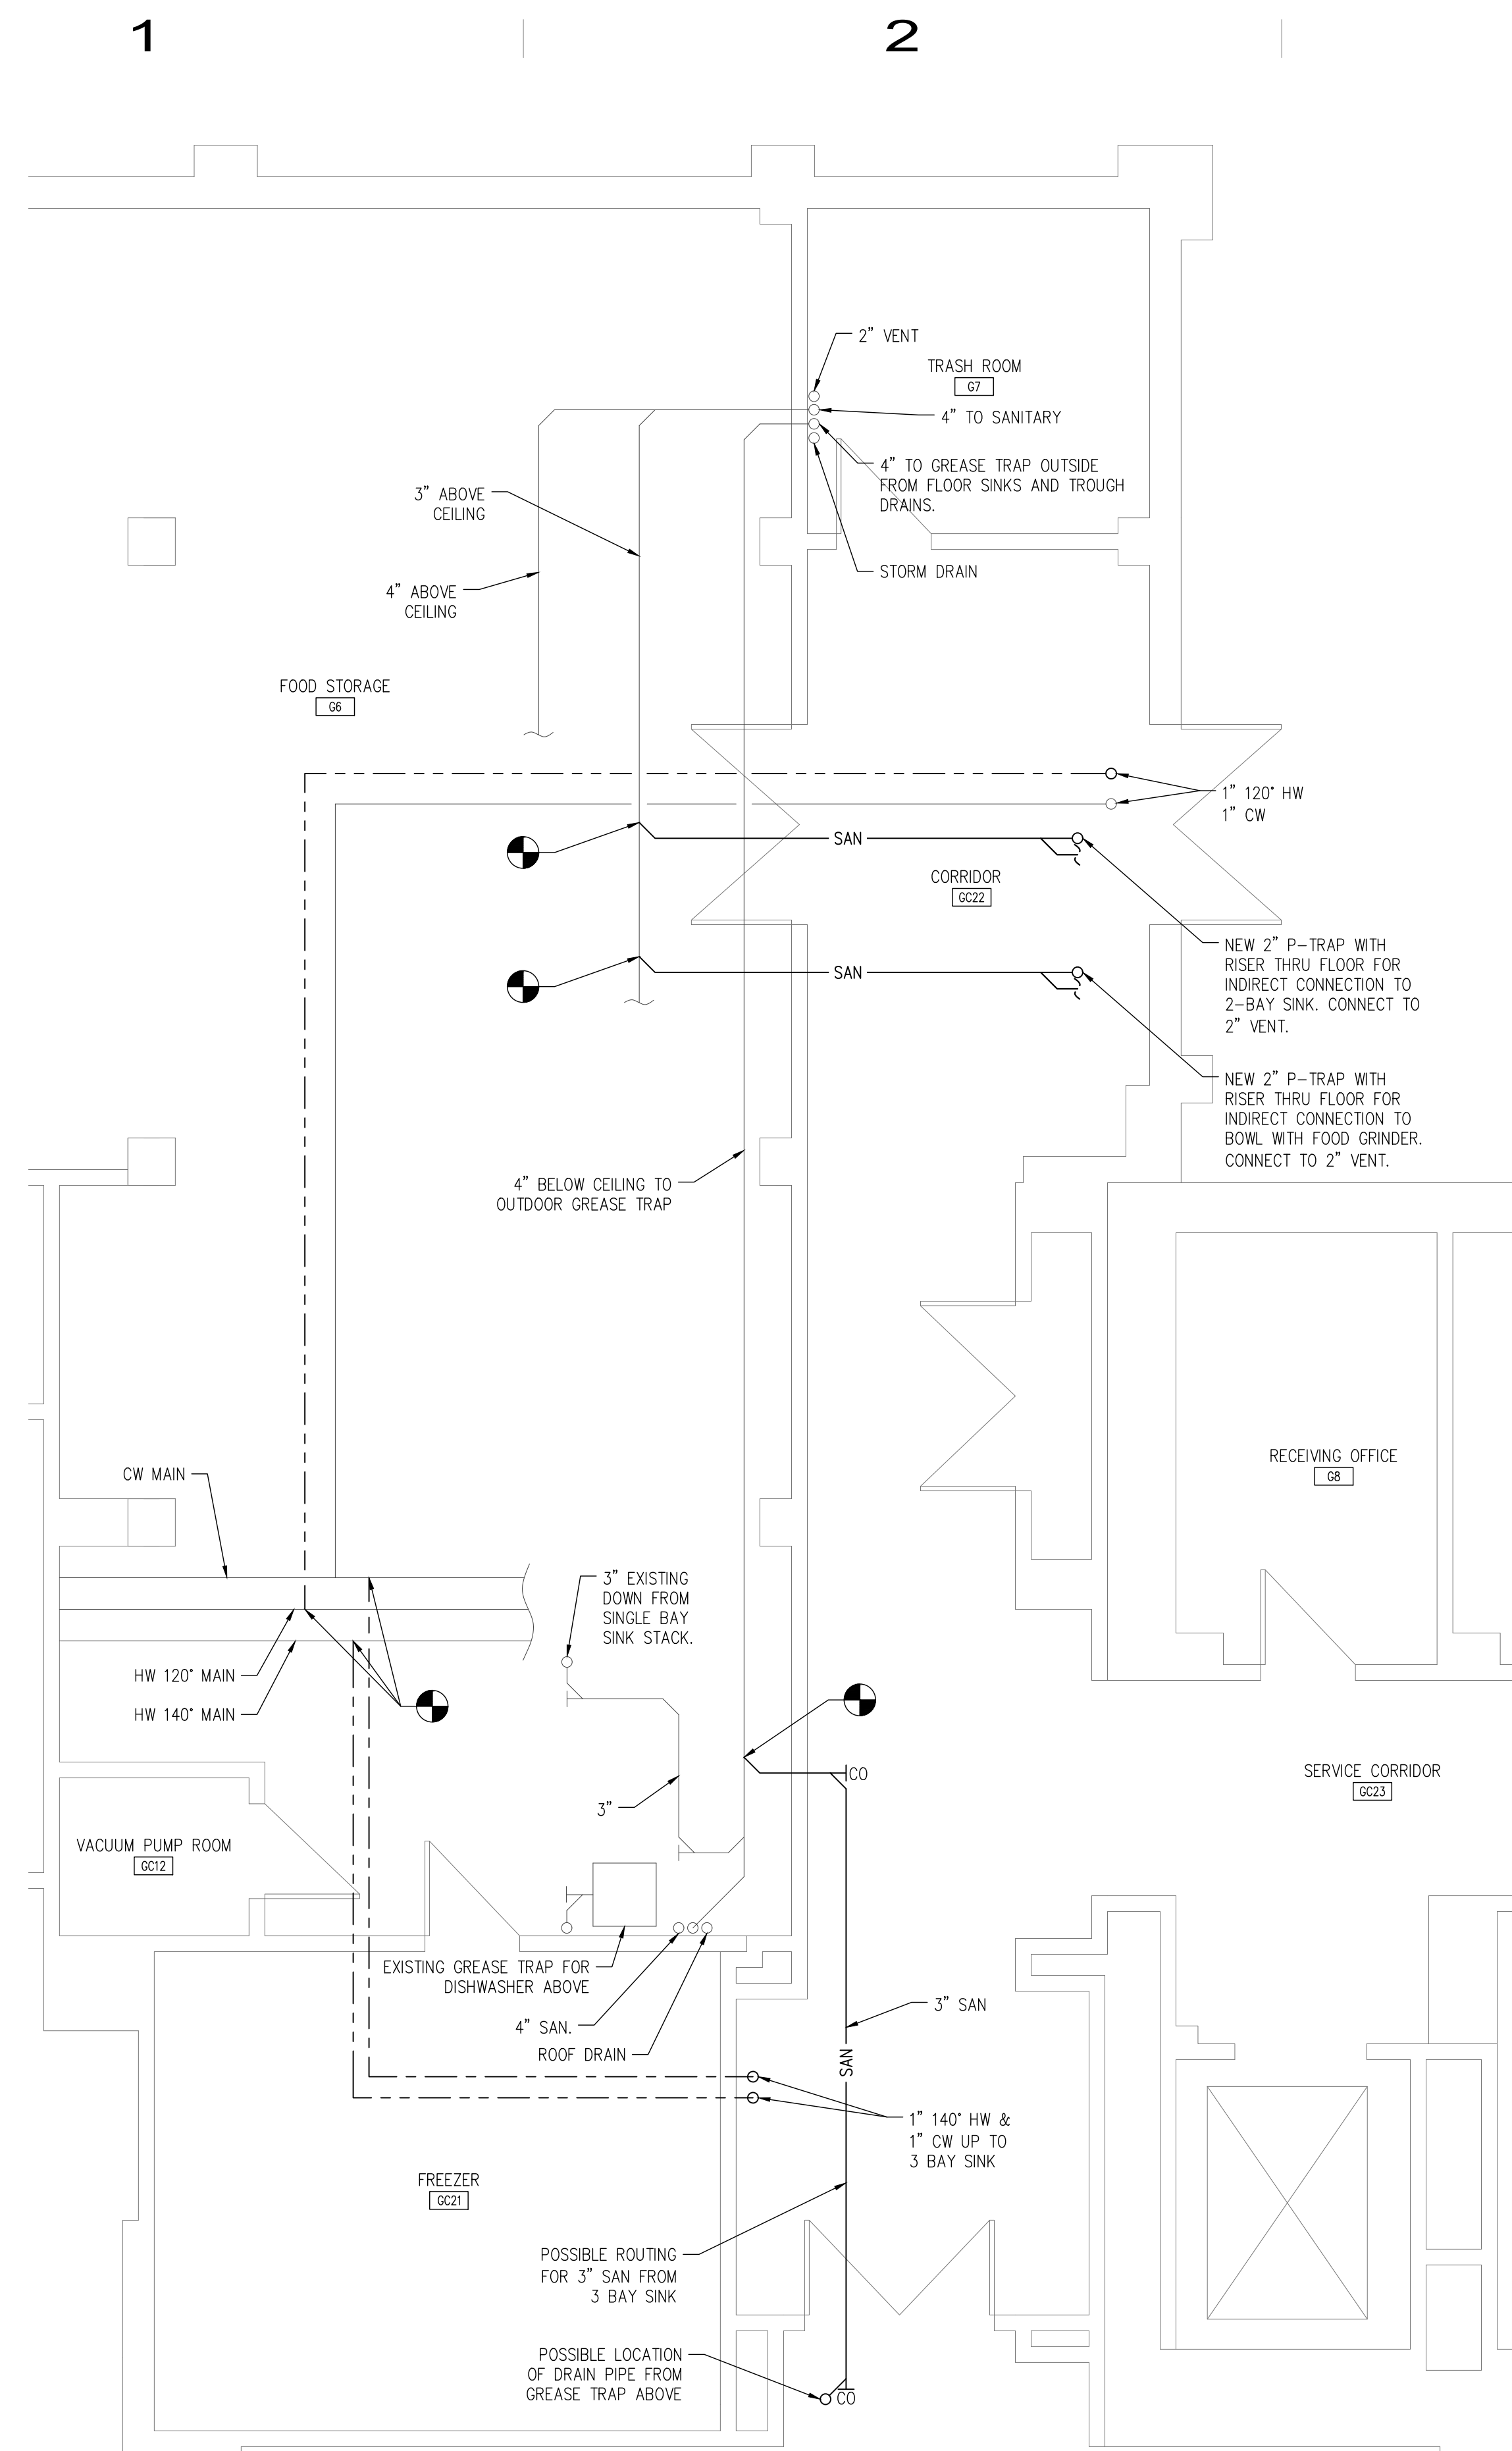 1
2
2” VENT
TRASH ROOM
G7
4” TO SANITARY
4” TO GREASE TRAP OUTSIDE
FROM FLOOR SINKS AND TROUGH
DRAINS.
3” ABOVE
CEILING
STORM DRAIN
4” ABOVE
CEILING
FOOD STORAGE
G6
1” 120° HW
1” CW
SAN
CORRIDOR
GC22
NEW 2” P-TRAP WITH
RISER THRU FLOOR FOR
INDIRECT CONNECTION TO
2-BAY SINK. CONNECT TO
2” VENT.
SAN
NEW 2” P-TRAP WITH
RISER THRU FLOOR FOR
INDIRECT CONNECTION TO
BOWL WITH FOOD GRINDER.
CONNECT TO 2” VENT.
4” BELOW CEILING TO
OUTDOOR GREASE TRAP
RECEIVING OFFICE
G8
CW MAIN
3” EXISTING
DOWN FROM
SINGLE BAY
SINK STACK.
HW 120° MAIN
HW 140° MAIN
CO
SERVICE CORRIDOR
GC23
3”
VACUUM PUMP ROOM
GC12
EXISTING GREASE TRAP FOR
DISHWASHER ABOVE
3” SAN
4” SAN.
ROOF DRAIN
SAN
1” 140° HW &
1” CW UP TO
3 BAY SINK
FREEZER
GC21
POSSIBLE ROUTING
FOR 3” SAN FROM
3 BAY SINK
POSSIBLE LOCATION
OF DRAIN PIPE FROM
GREASE TRAP ABOVE
CO